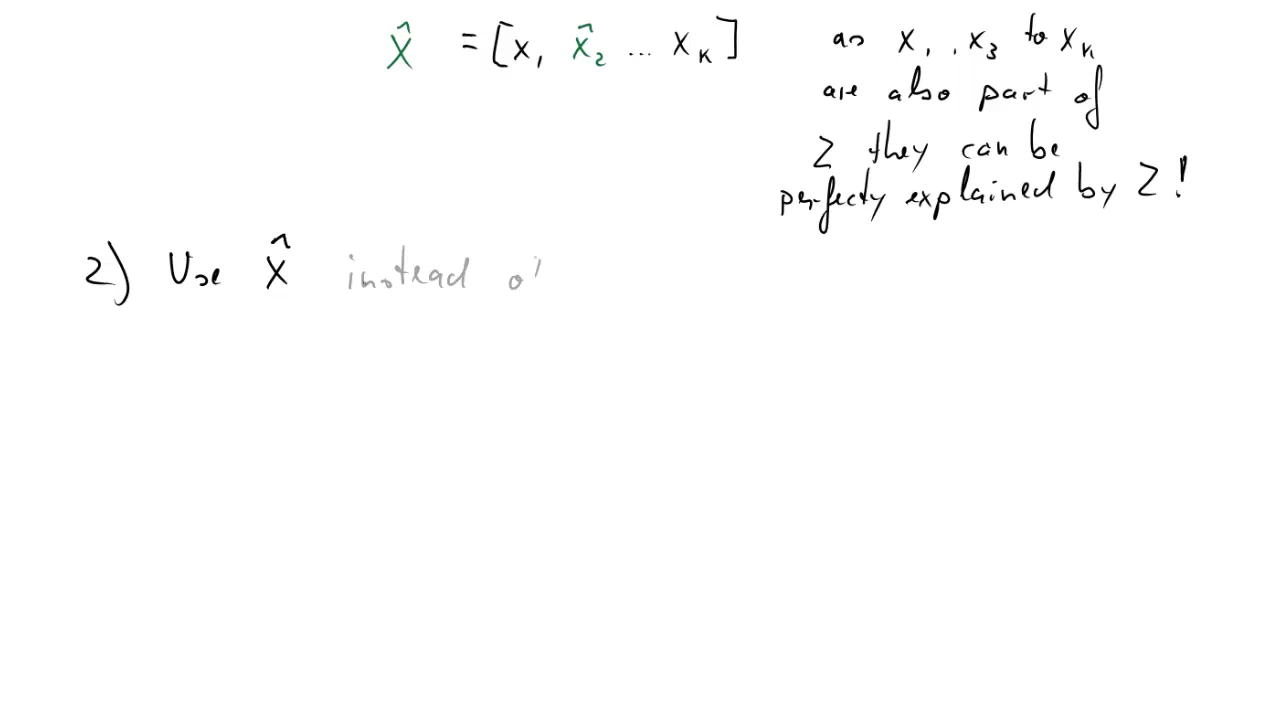 X̂ = [x₁ x̂₂ ... xₖ]
as x₁, x₃ to xₖ
are also part of
Z they can be
perfecty explained by Z!
2) Use X̂ instead